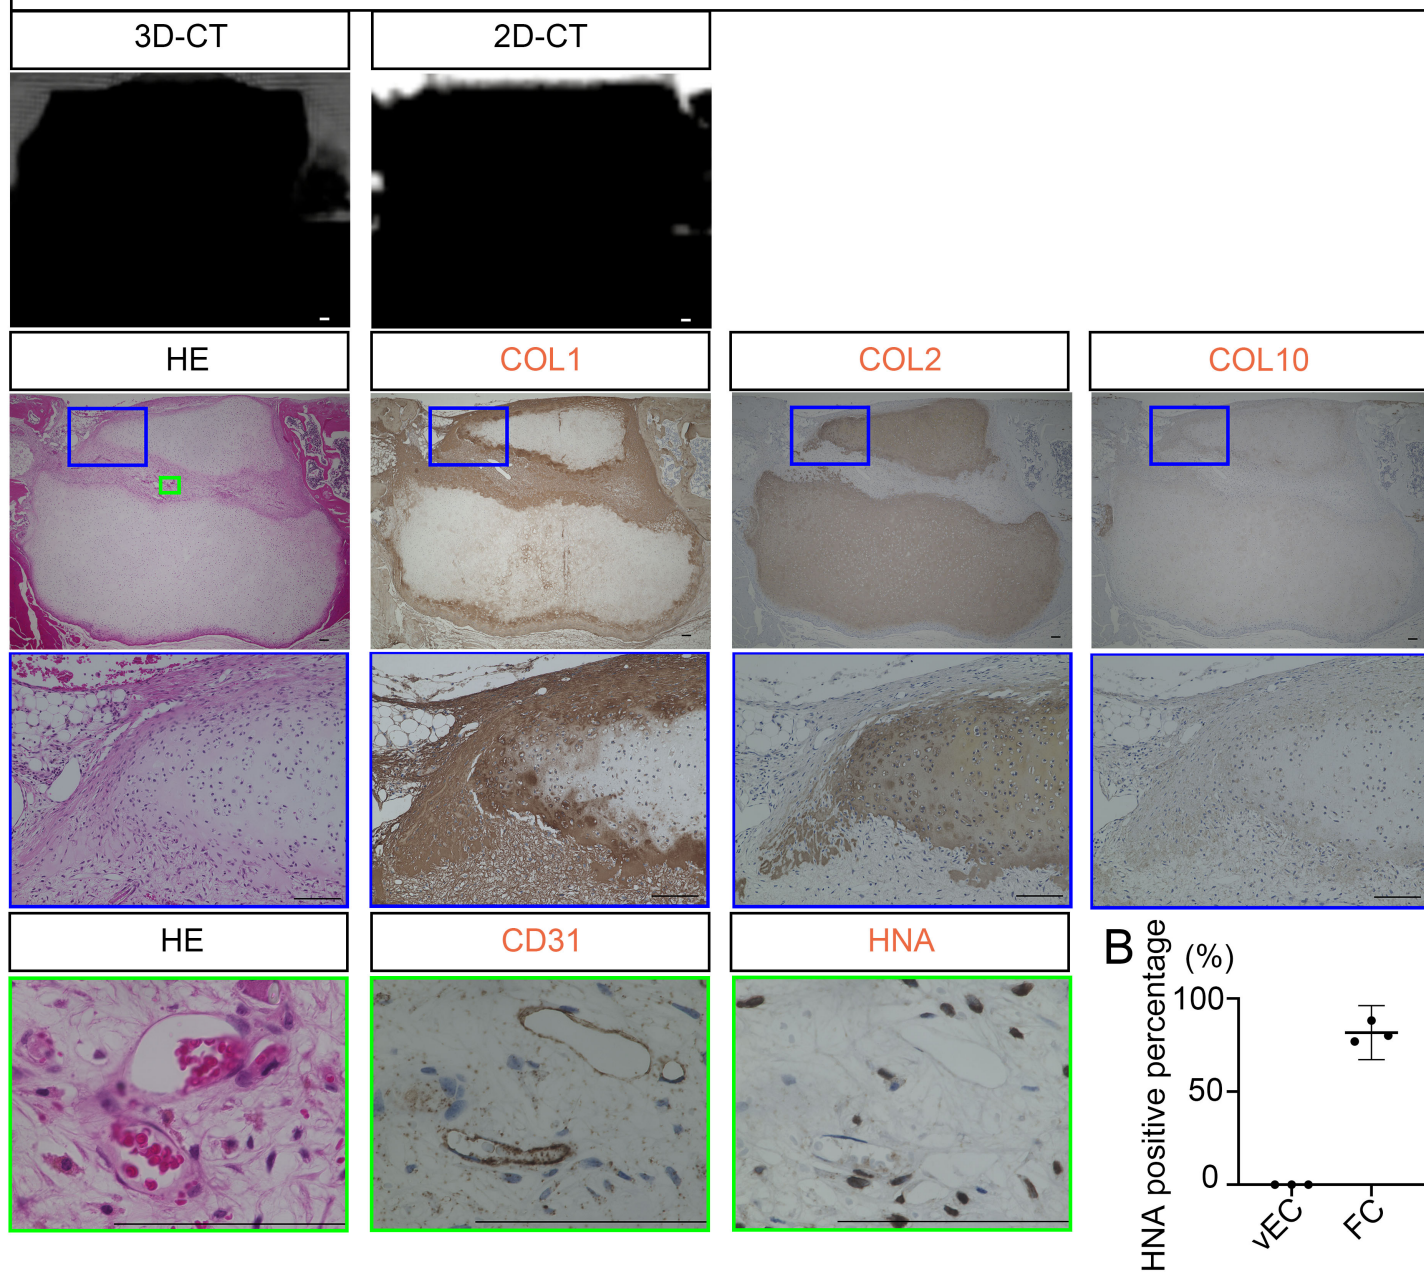 3D-CT 2D-CT
HE COL1 COL2 COL10
HE CD31 HNA
B
(%)
HNA positive percentage
100
50
0
vEC FC